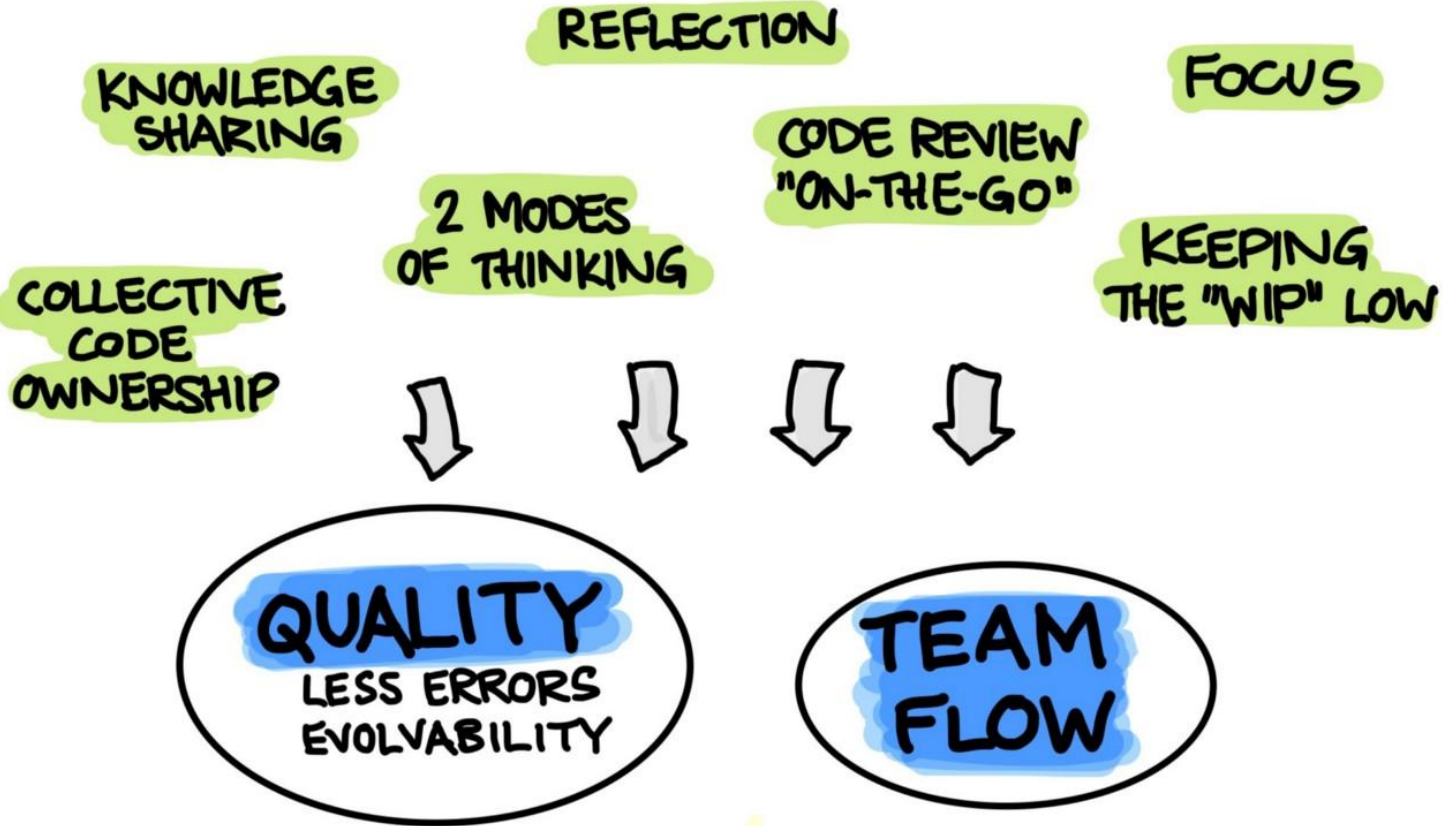 REFLECTION
FOCUS
KNOWLEDGE
SHARING
CODE REVIEW
"ON-THE-GO"
2 MODES
OF THINKING
KEEPING
THE "WIP" LOW
COLLECTIVE
CODE
OWNERSHIP
QUALITY
LESS ERRORS
EVOLVABILITY
TEAM
FLOW